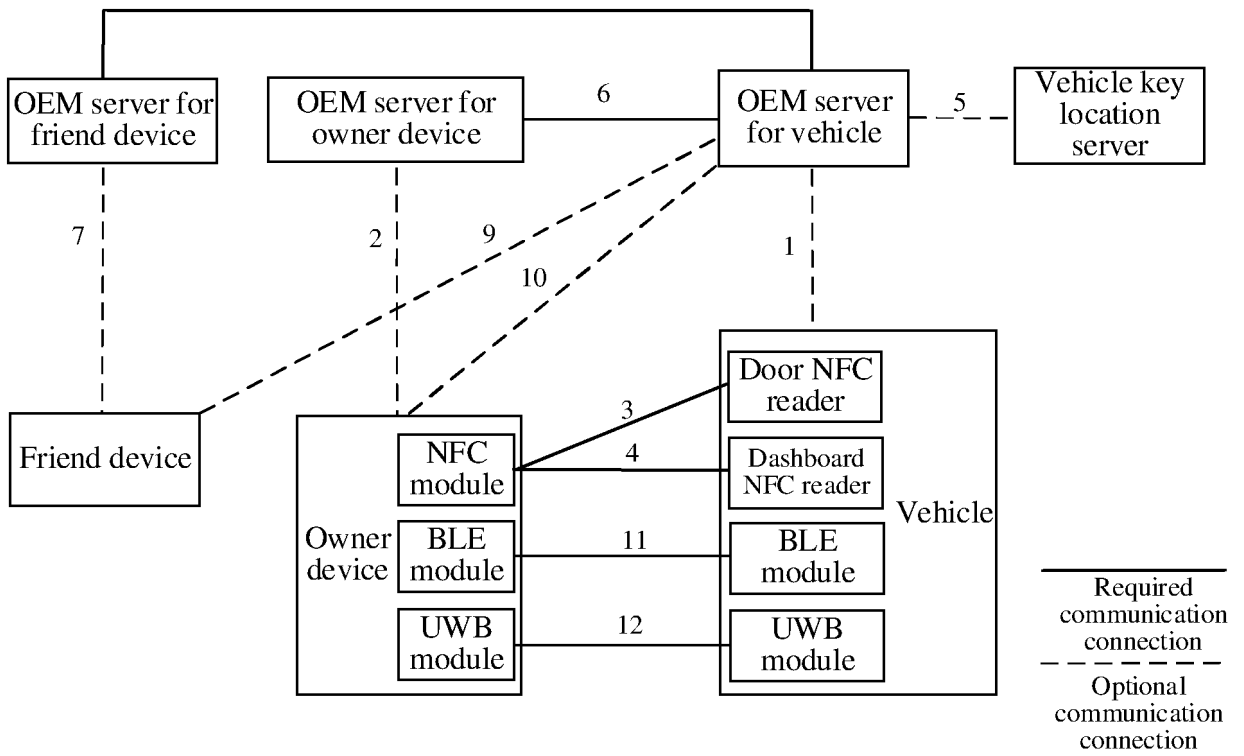 OEM server for
friend device
OEM server for
owner device
6
OEM server
for vehicle
5
Vehicle key
location
server
7
2
9
10
1
Friend device
Owner
device
NFC
module
BLE
module
UWB
module
3
4
11
12
Door NFC
reader
Dashboard
NFC reader
BLE
module
UWB
module
Vehicle
Required
communication
connection
Optional
communication
connection